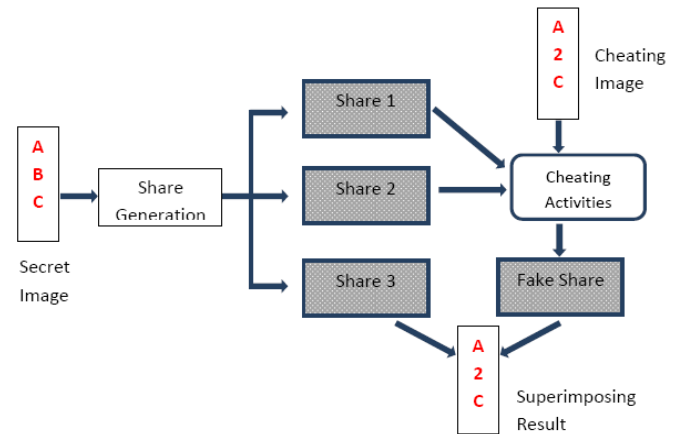 A
B
C
Secret
Image
Share
Generation
Share 1
Share 2
Share 3
A
2
C
Cheating
Image
Cheating
Activities
Fake Share
A
2
C
Superimposing
Result